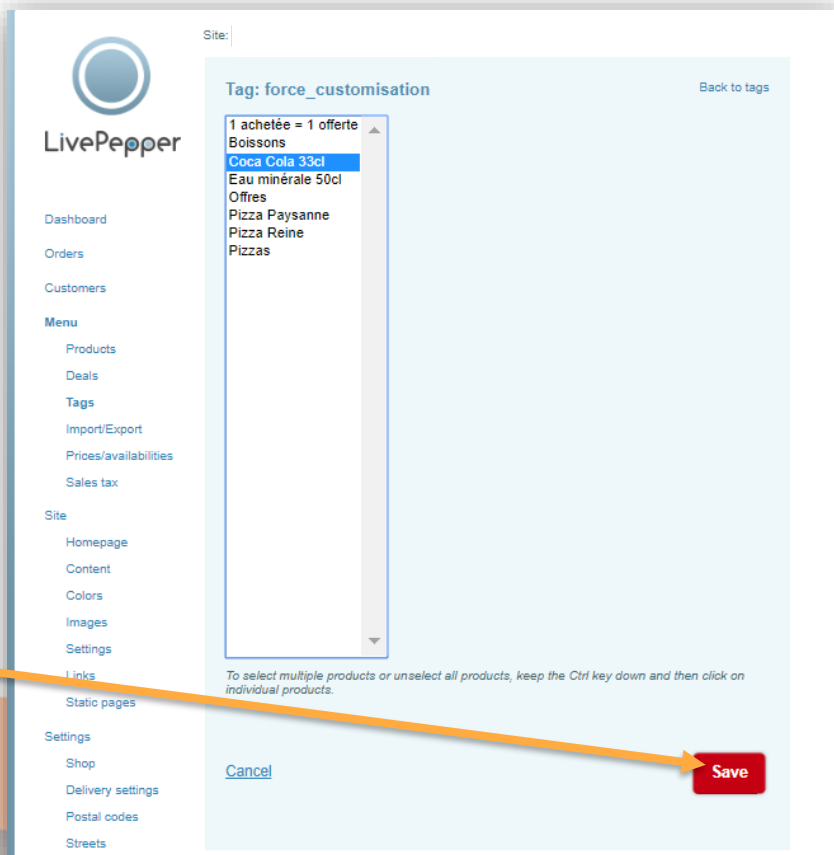 Site:
LivePepper
Tag: force_customisation
Back to tags
1 achetée = 1 offerte
Boissons
Coca Cola 33cl
Eau minérale 50cl
Offres
Pizza Paysanne
Pizza Reine
Pizzas
Dashboard
Orders
Customers
Menu
Products
Deals
Tags
Import/Export
Prices/availabilities
Sales tax
Site
Homepage
Content
Colors
Images
Settings
Links
Static pages
Settings
Shop
Delivery settings
Postal codes
Streets
To select multiple products or unselect all products, keep the Ctrl key down and then click on
individual products.
Cancel
Save